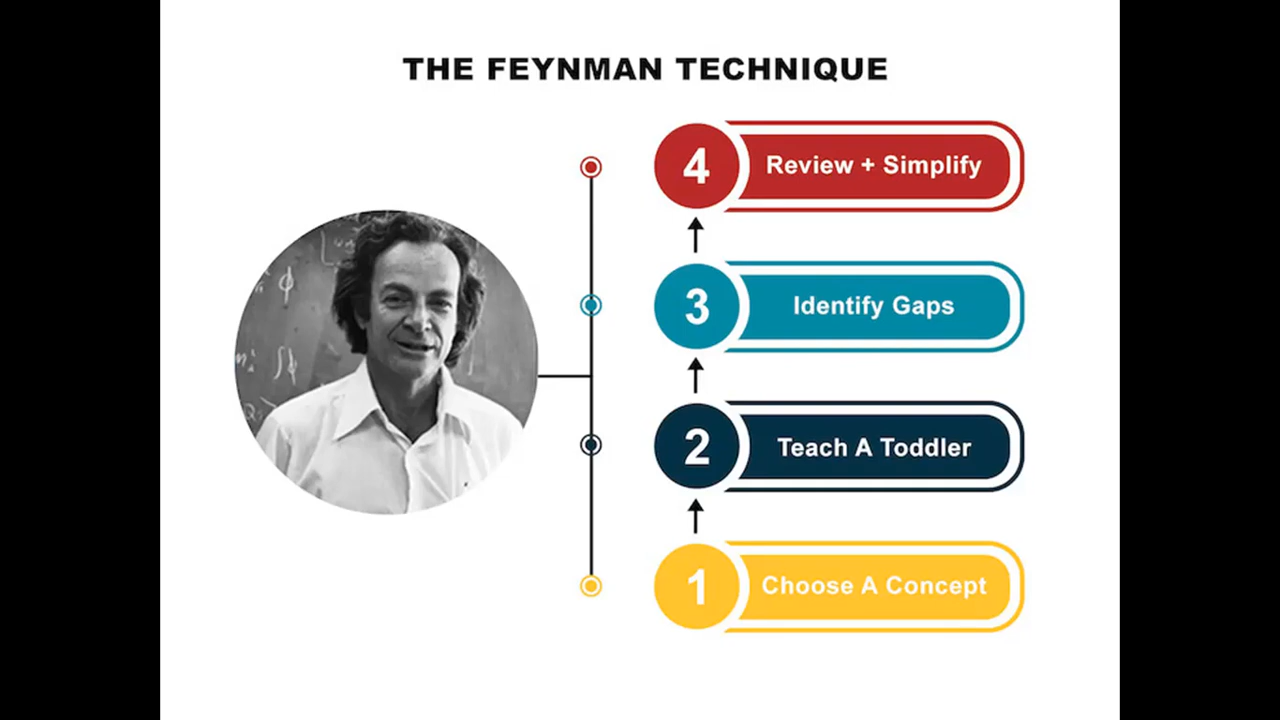 THE FEYNMAN TECHNIQUE
4 Review + Simplify
3 Identify Gaps
2 Teach A Toddler
1 Choose A Concept